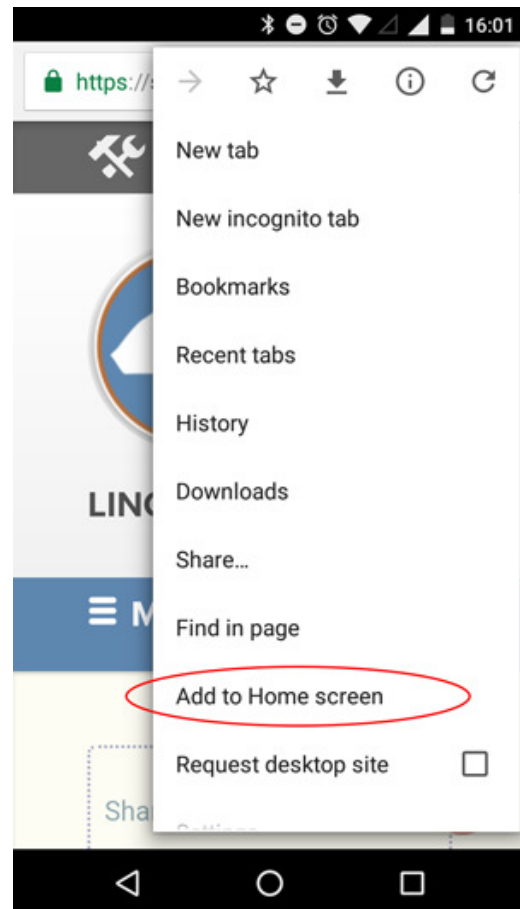 16:01
https://
New tab
New incognito tab
Bookmarks
Recent tabs
History
Downloads
LIN
Share…
Find in page
M
Add to Home screen
Request desktop site
Sha
Settings